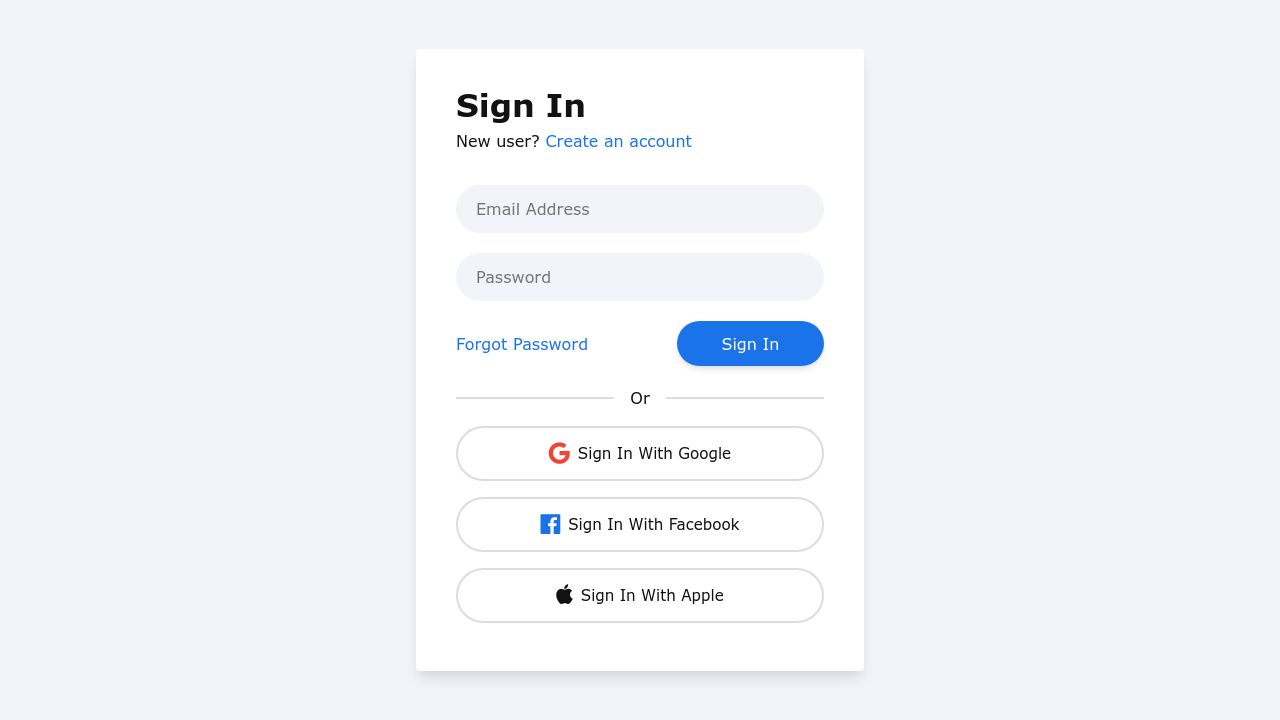 Sign In
New user? Create an account
Email Address
Password
Forgot Password
Sign In
Or
Sign In With Google
Sign In With Facebook
Sign In With Apple